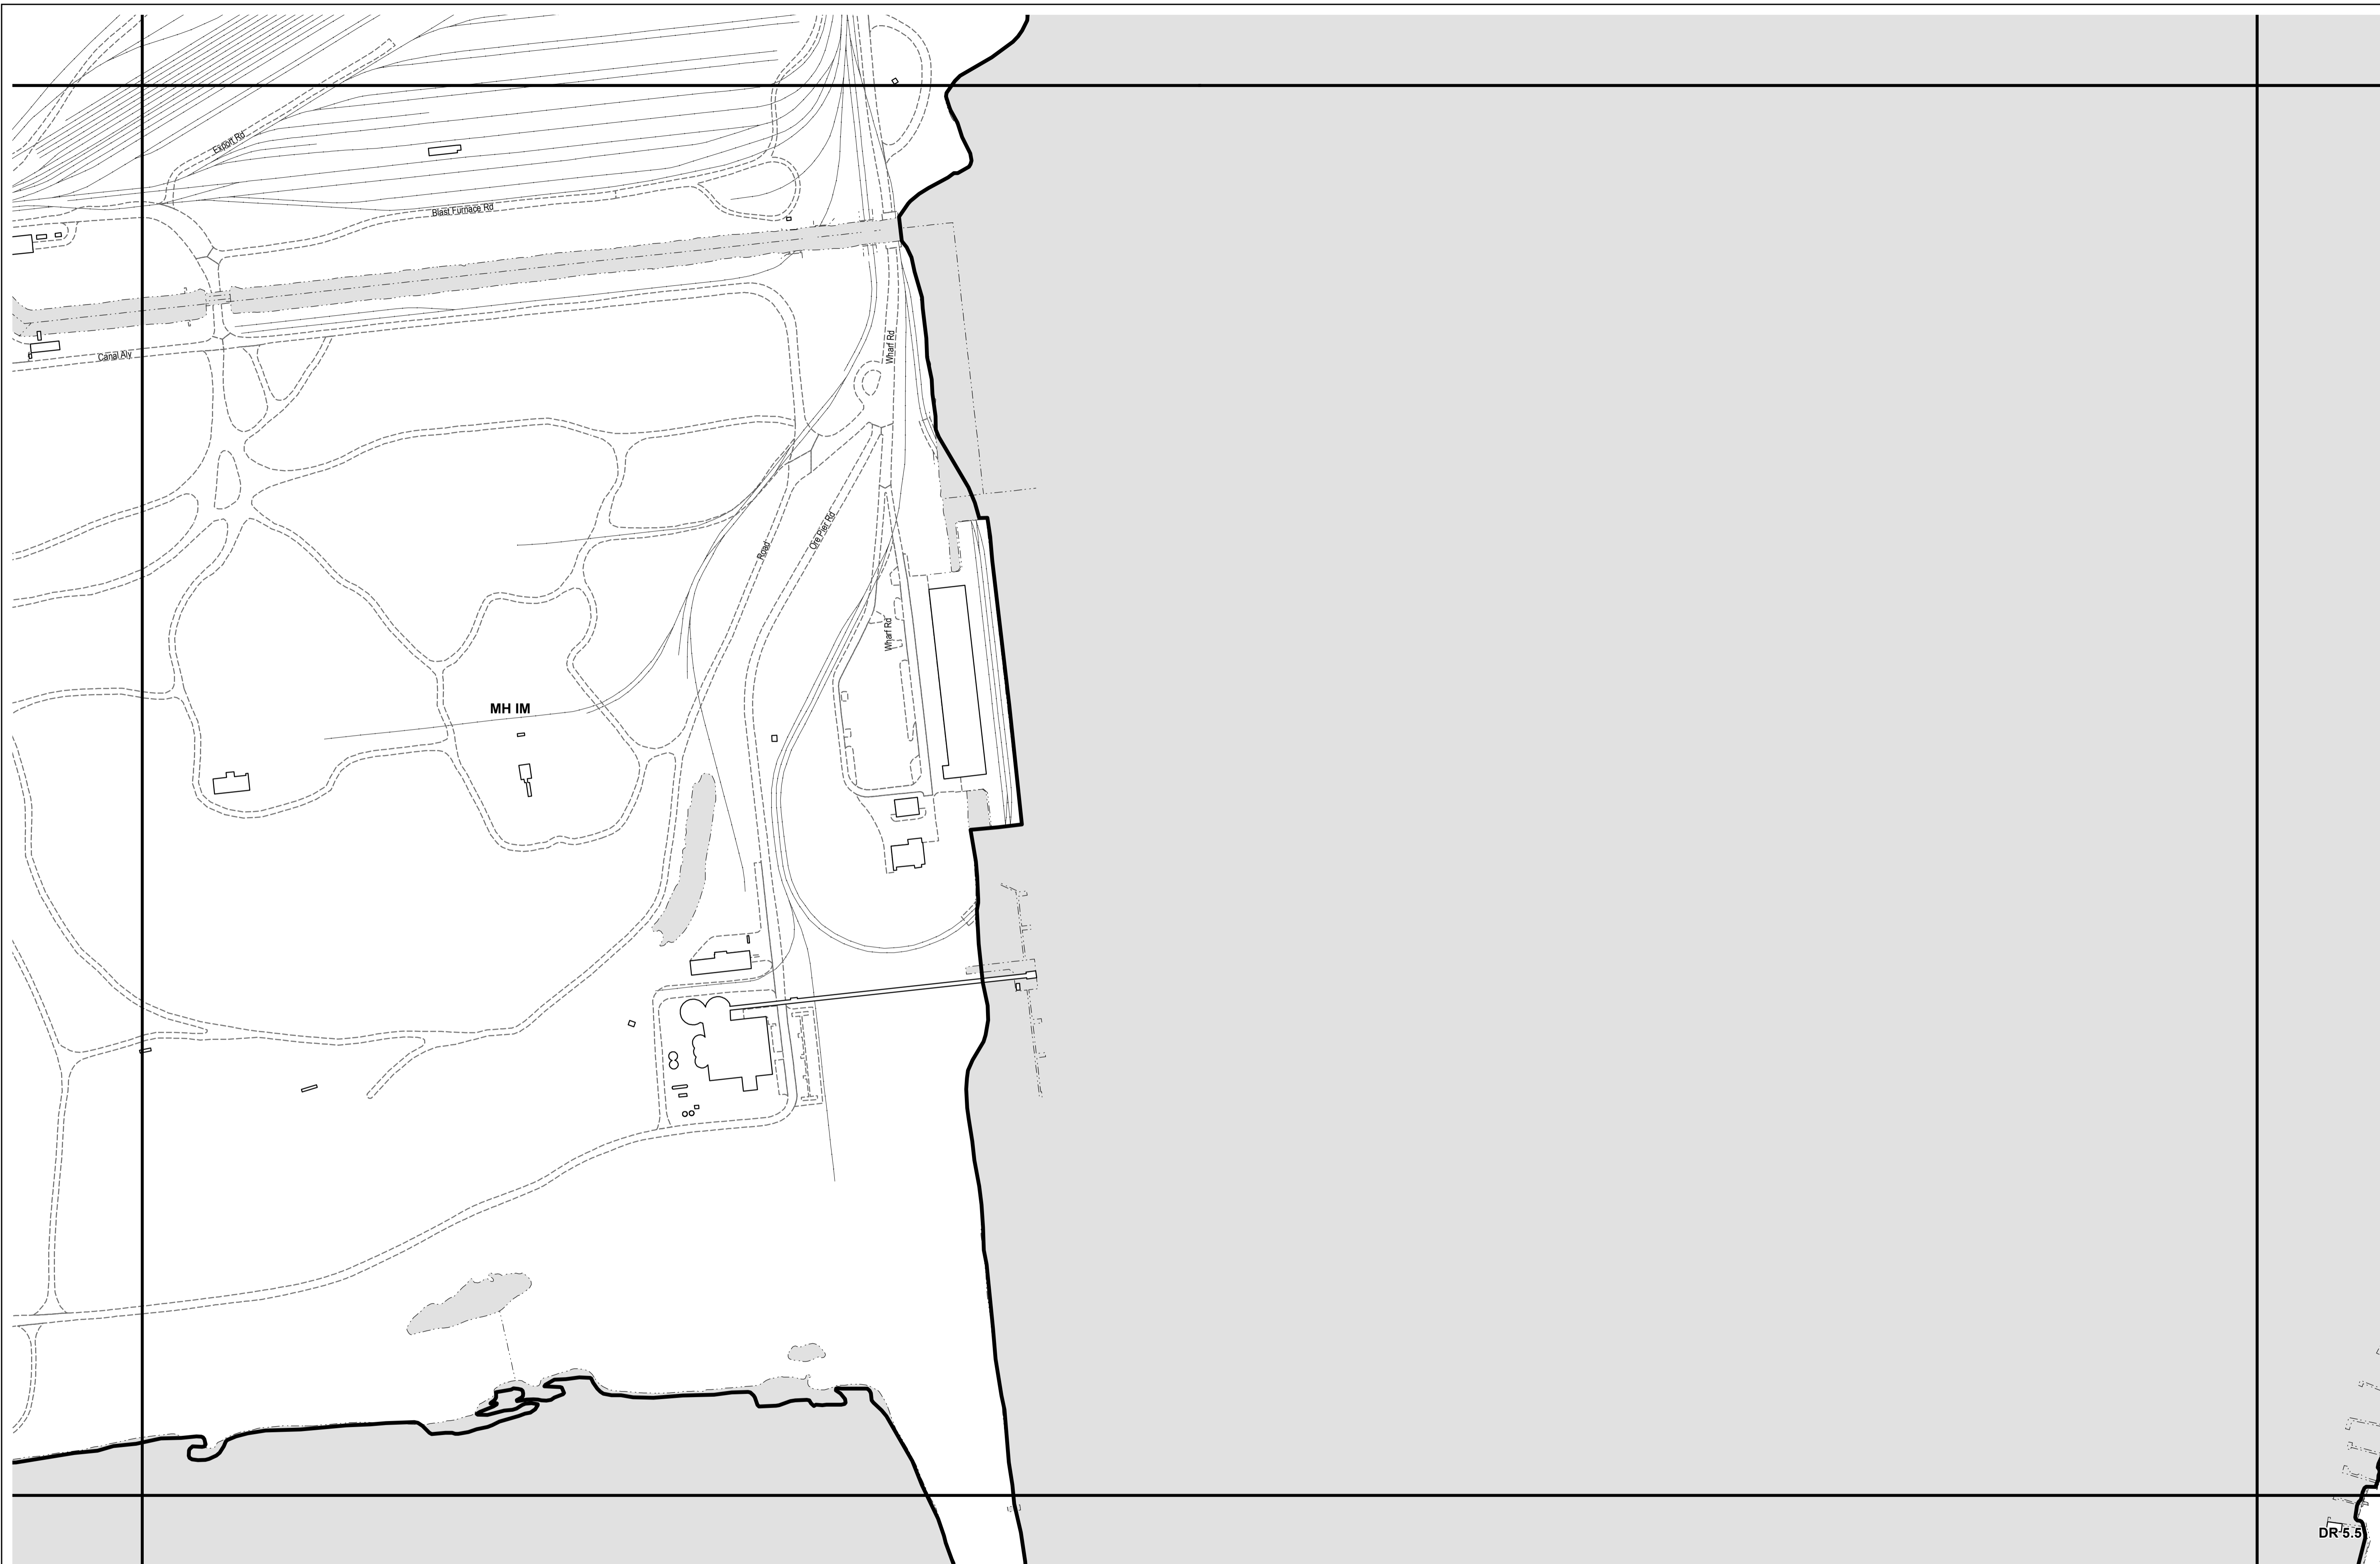 Export Rd
Blast Furnace Rd
Wharf Rd
Canal Aly
Ore Pier Rd
Road
Wharf Rd
MH IM
DR 5.5